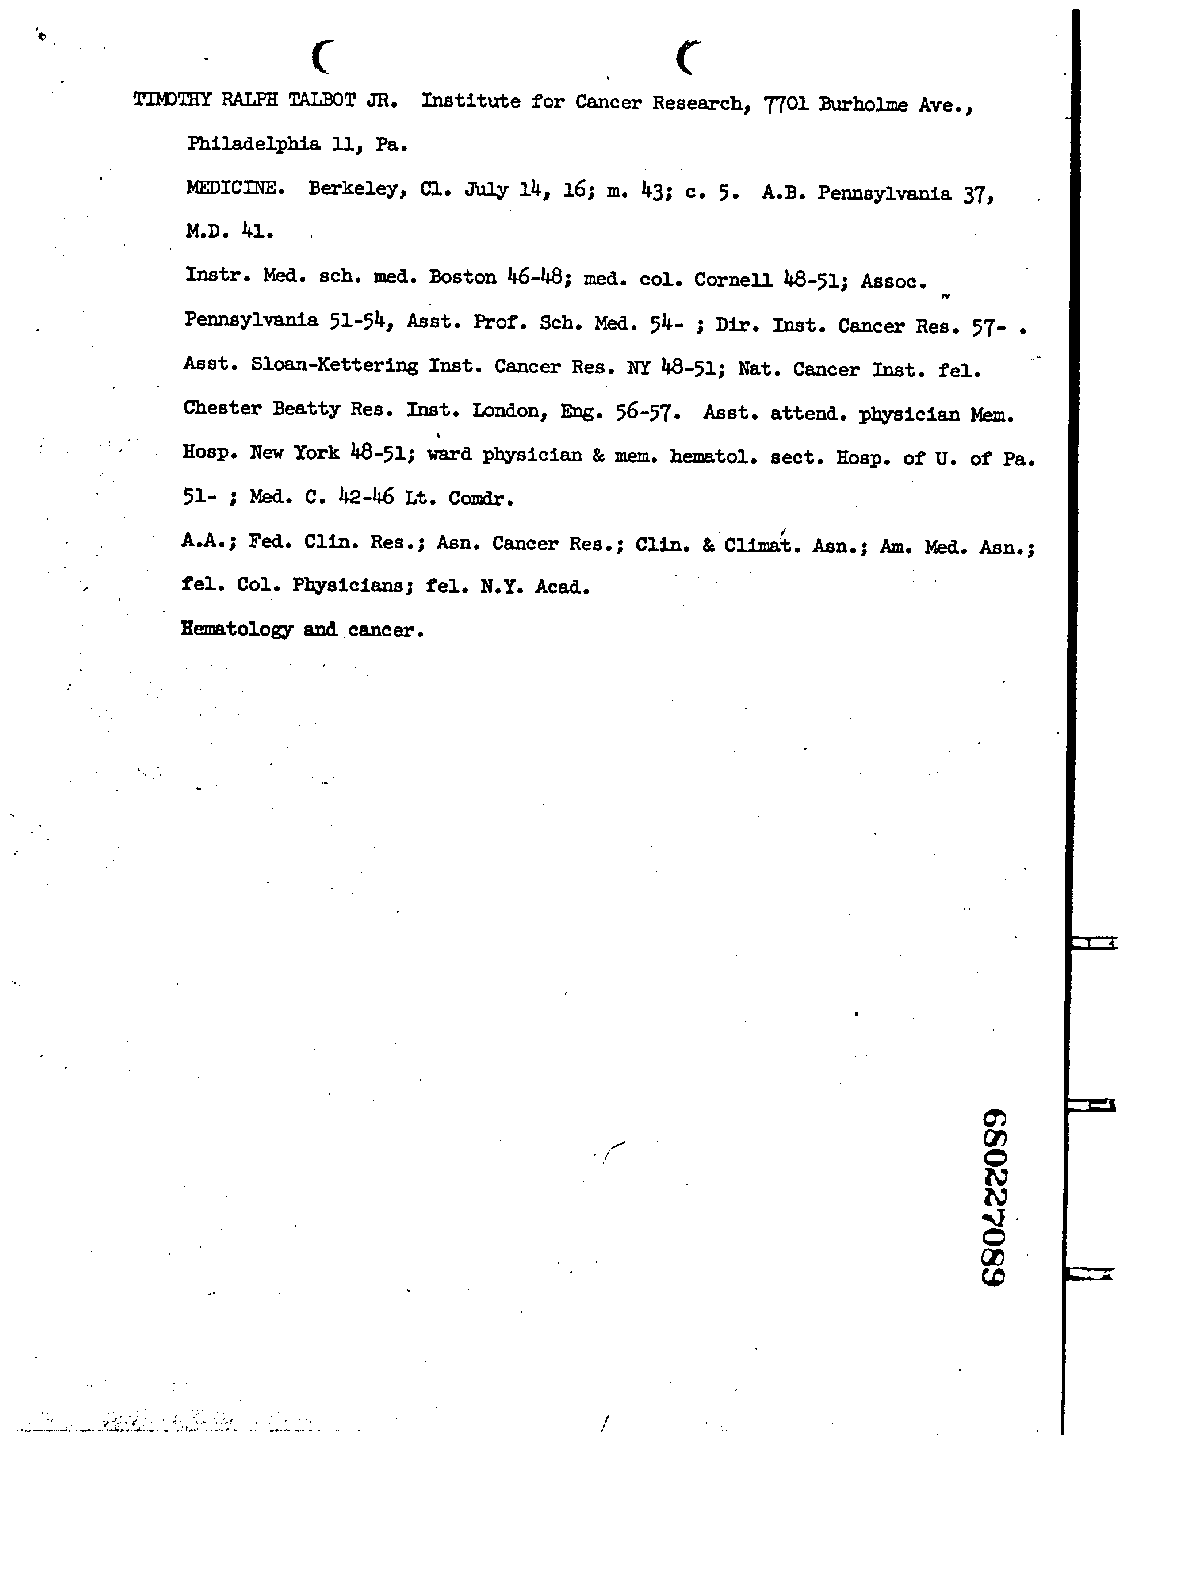 TIMOTHY RALPH TALBOT JR. Institute for Cancer Research, 7701 Burholme Ave.,
Philadelphia 11, Pa.
MEDICINE. Berkeley, Cl. July 14, 16; m. 43; c. 5. A.B. Pennsylvania 37,
M.D. 41.
Instr. Med. sch. med. Boston 46-48; med. col. Cornell 48-51; Assoc.
Pennsylvania 51-54, Asst. Prof. Sch. Med. 54- ; Dir. Inst. Cancer Res. 57- .
Asst. Sloan-Kettering Inst. Cancer Res. NY 48-51; Nat. Cancer Inst. fel.
Chester Beatty Res. Inst. London, Eng. 56-57. Asst. attend. physician Mem.
Hosp. New York 48-51; ward physician & mem. hematol. sect. Hosp. of U. of Pa.
51- ; Med. C. 42-46 Lt. Comdr.
A.A.; Fed. Clin. Res.; Asn. Cancer Res.; Clin. & Climat. Asn.; Am. Med. Asn.;
fel. Col. Physicians; fel. N.Y. Acad.
Hematology and cancer.
680227089